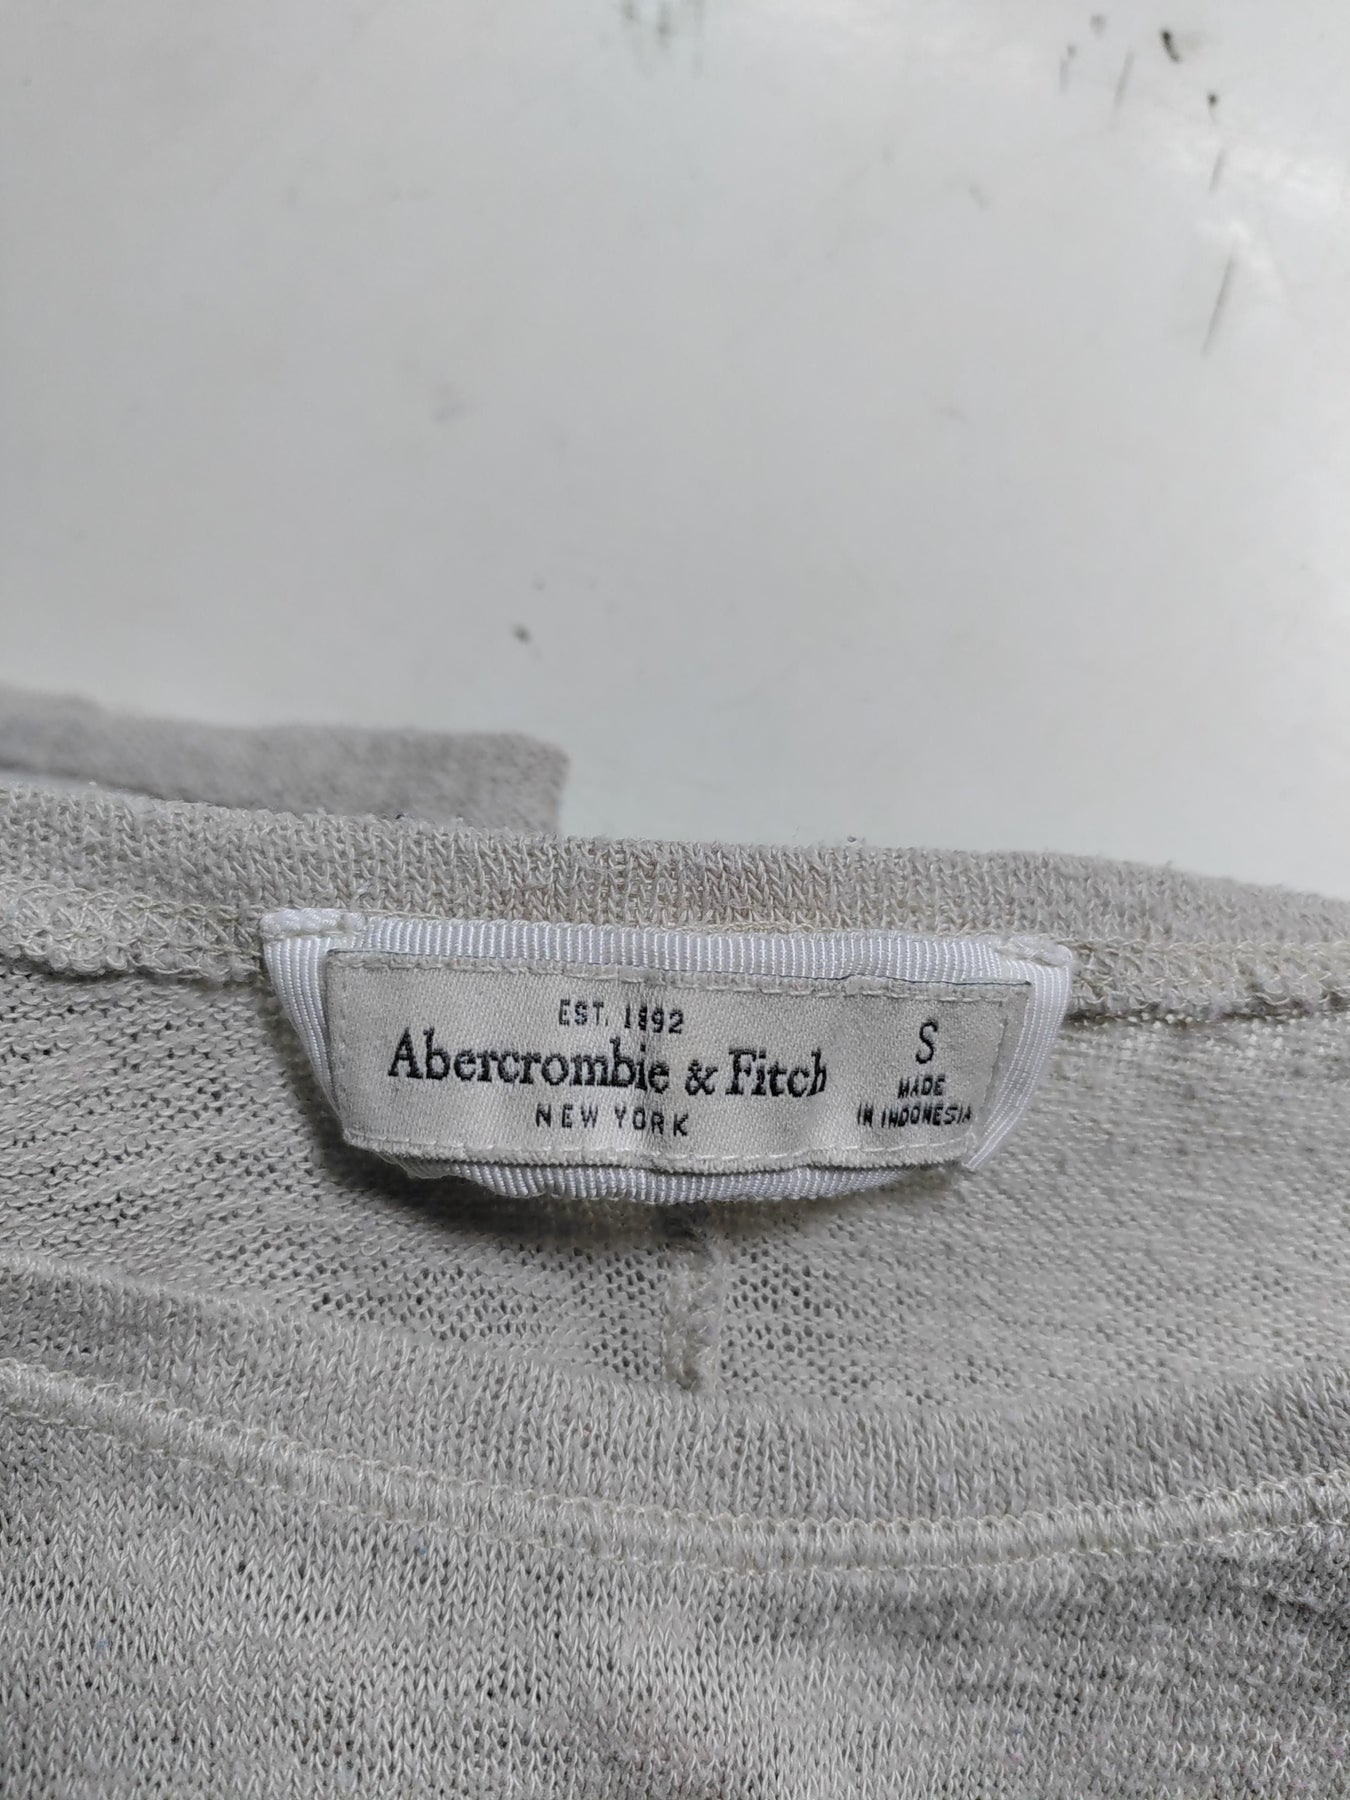 EST. 1892
Abercrombie & Fitch
NEW YORK
S
MADE
IN INDONESIA